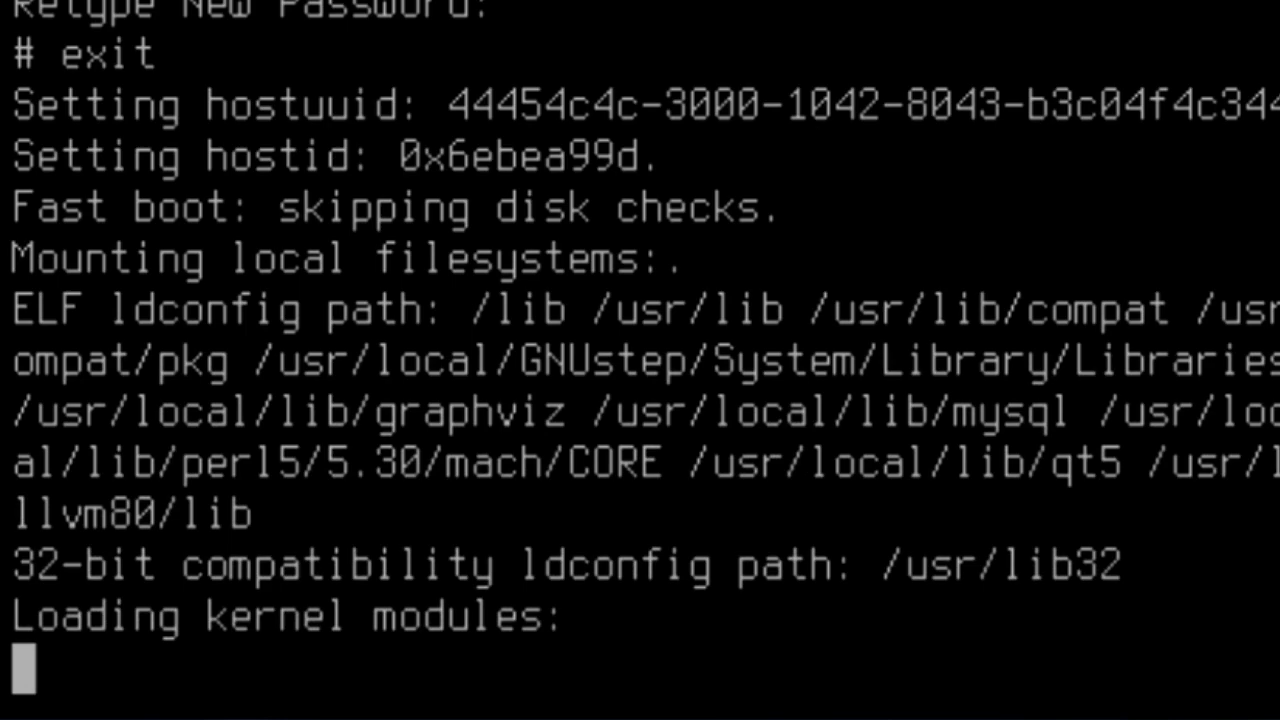 Retype New Password:
# exit
Setting hostuuid: 44454c4c-3000-1042-8043-b3c04f4c344
Setting hostid: 0x6ebea99d.
Fast boot: skipping disk checks.
Mounting local filesystems:.
ELF ldconfig path: /lib /usr/lib /usr/lib/compat /usr
ompat/pkg /usr/local/GNUstep/System/Library/Libraries
/usr/local/lib/graphviz /usr/local/lib/mysql /usr/loc
al/lib/perl5/5.30/mach/CORE /usr/local/lib/qt5 /usr/l
llvm80/lib
32-bit compatibility ldconfig path: /usr/lib32
Loading kernel modules: